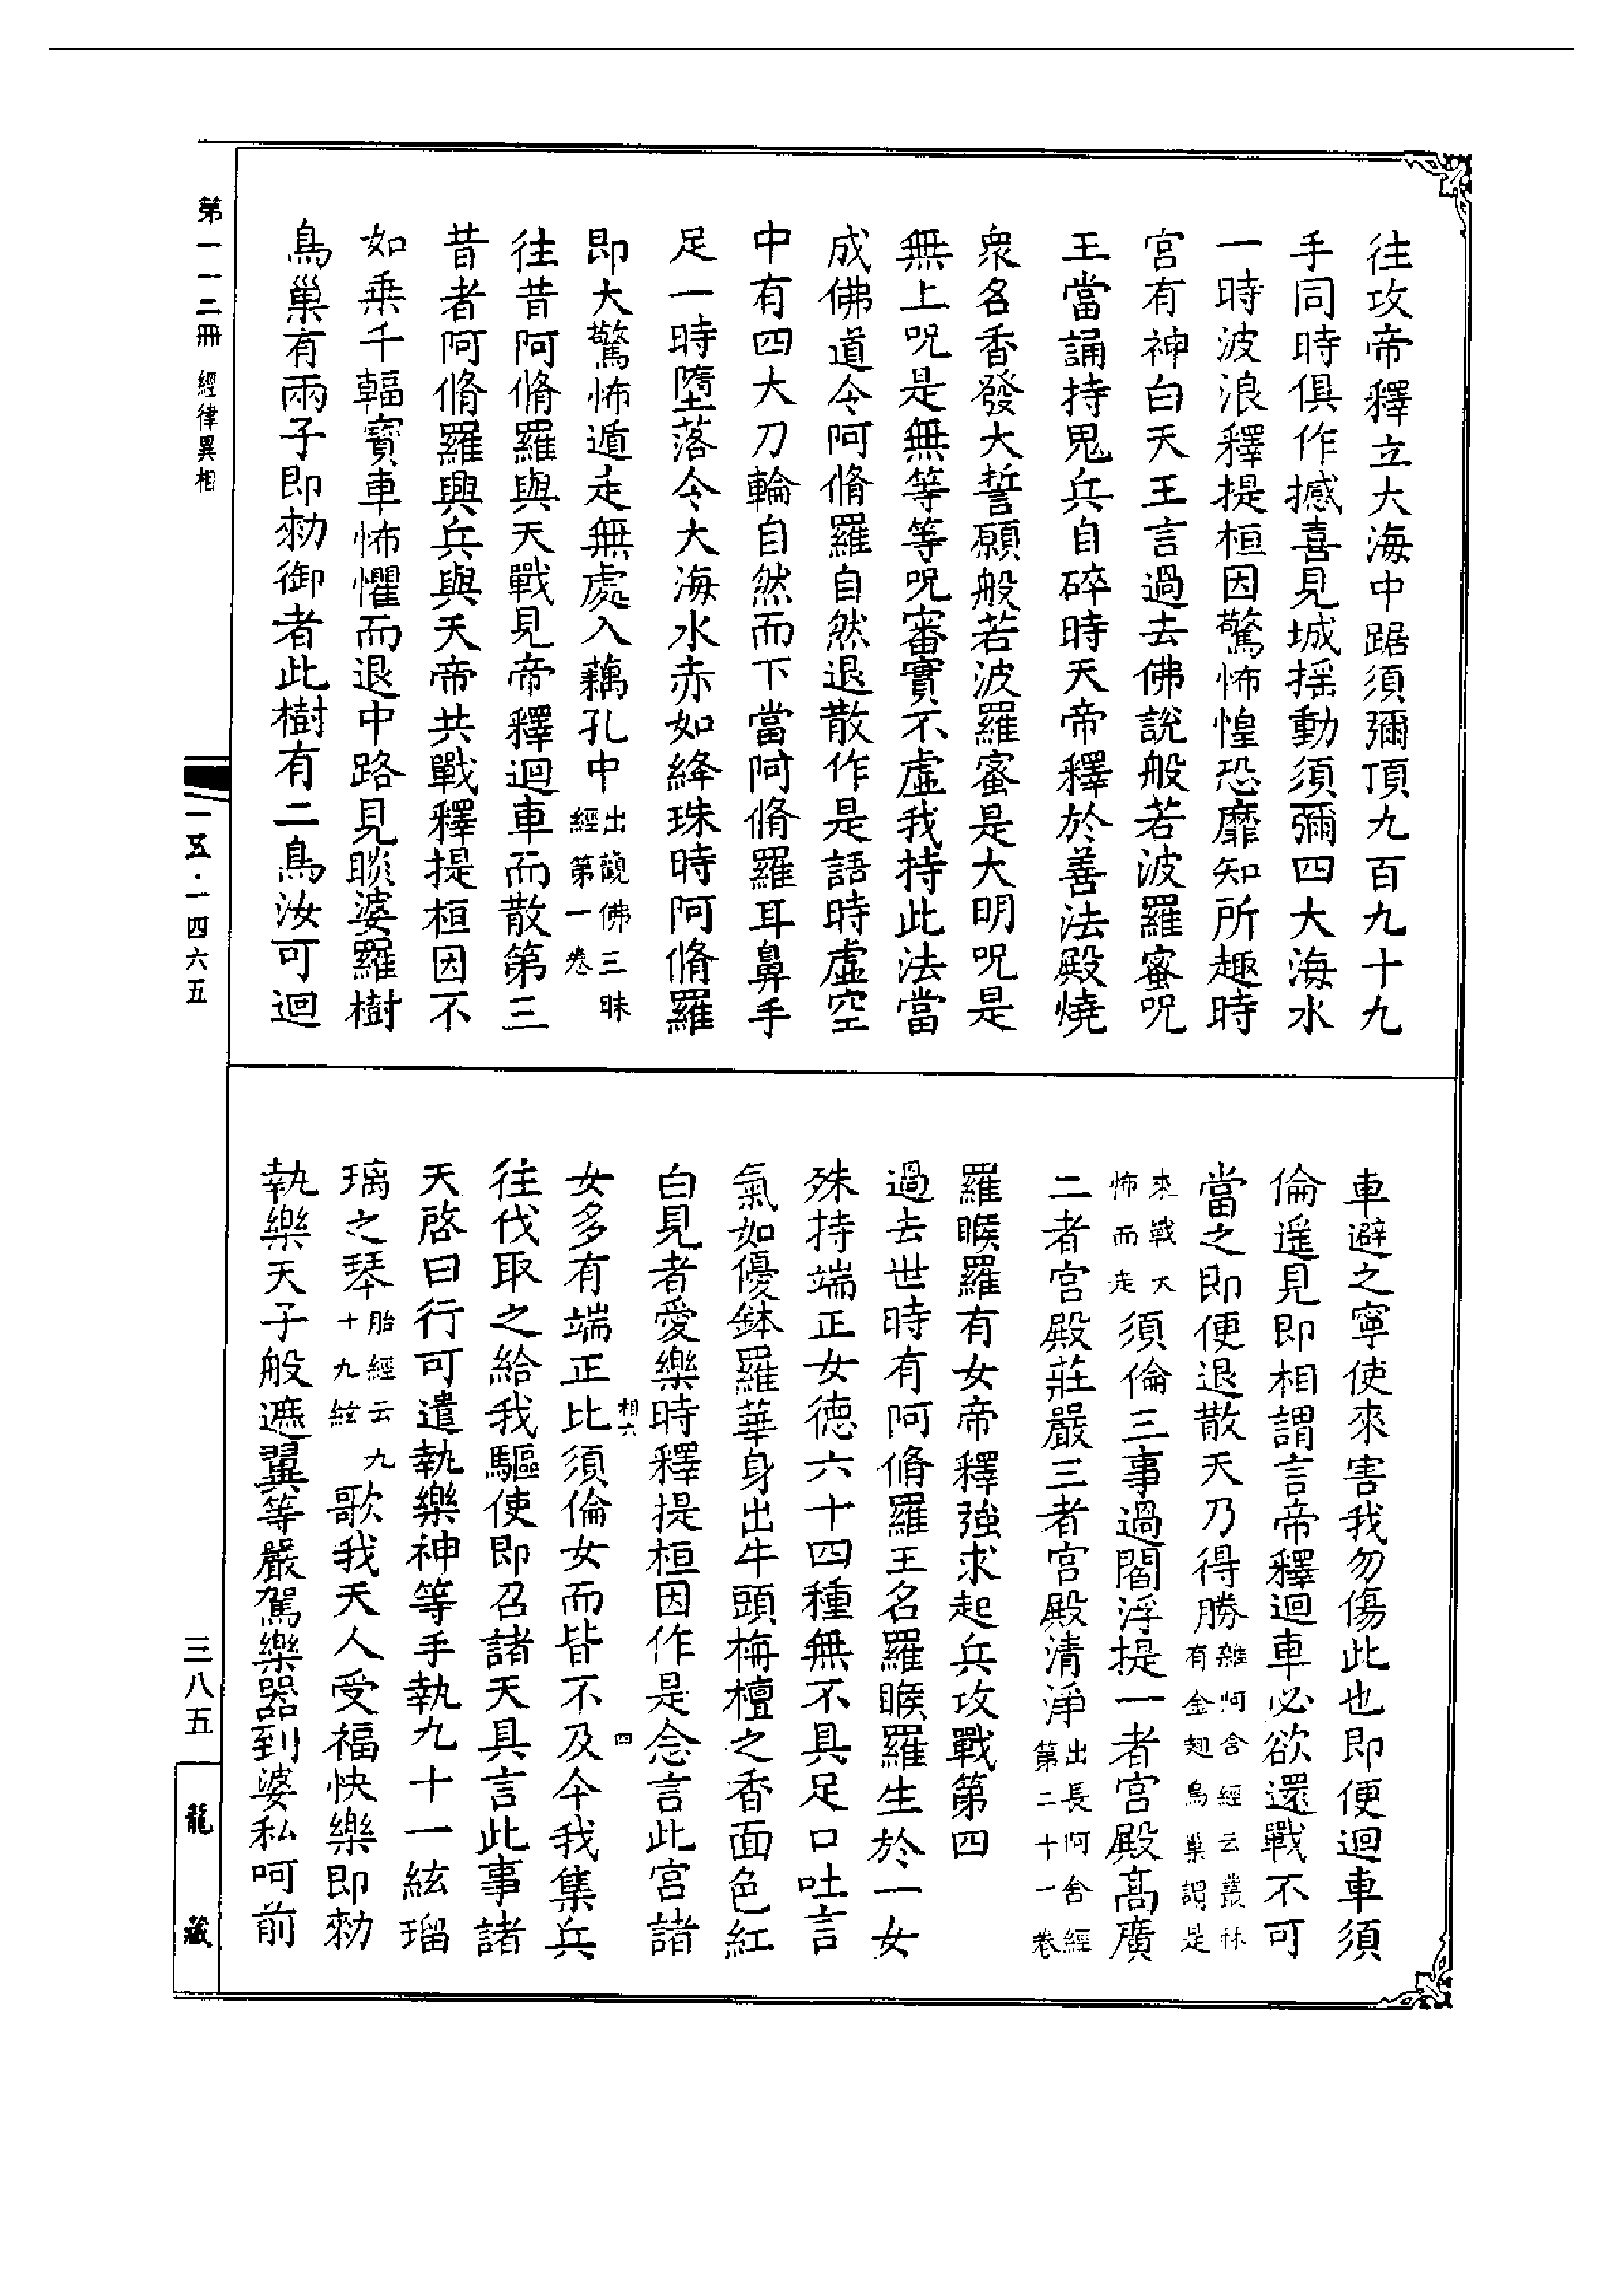 往攻帝釋立大海中踞須彌頂九百九十九
手同時俱作撼喜見城摇動須彌四大海水
一時波浪釋提桓因驚怖惶恐靡知所趣時
宮有神白天王言過去佛說般若波羅蜜呪
王當誦持鬼兵自碎時天帝釋於善法殿燒
衆名香發大誓願般若波羅蜜是大明呪是
無上呪是無等等呪審實不虛我持此法當
成佛道令阿脩羅自然退散作是語時虛空
中有四大刀輪自然而下當阿脩羅耳鼻手
足一時墮落令大海水赤如絳珠時阿脩羅
即大驚怖遁走無處入藕孔中出觀佛三昧經第一卷
往昔阿脩羅與天戰見帝釋迴車而散第三
昔者阿脩羅興兵與天帝共戰釋提桓因不
如乘千輻寶車怖懼而退中路見睒婆羅樹
鳥巢有兩子即勑御者此樹有二鳥汝可迴
車避之寧使來害我勿傷此也即便迴車須
倫遥見即相謂言帝釋迴車必欲還戰不可
當之即便退散天乃得勝雜阿含經云叢林有金翅鳥巢謂是
來戰大怖而走須倫三事過閻浮提一者宮殿髙廣
二者宮殿莊嚴三者宮殿清淨出長阿含經第二十一卷
羅睺羅有女帝釋強求起兵攻戰第四
過去世時有阿脩羅王名羅睺羅生於一女
殊持端正女德六十四種無不具足口吐言
氣如優鉢羅華身出牛頭栴檀之香面色紅
白見者愛樂時釋提桓因作是念言此宮諸
相六
四
女多有端正比須倫女而皆不及今我集兵
往伐取之給我驅使即召諸天具言此事諸
天啓曰行可遣執樂神等手執九十一絃瑠
璃之琴胎經云九十九絃歌我天人受福快樂即勑
執樂天子般遮翼等嚴駕樂器到婆私呵前
第一一二冊 經律異相
一五·一四六五
三八五
龍藏